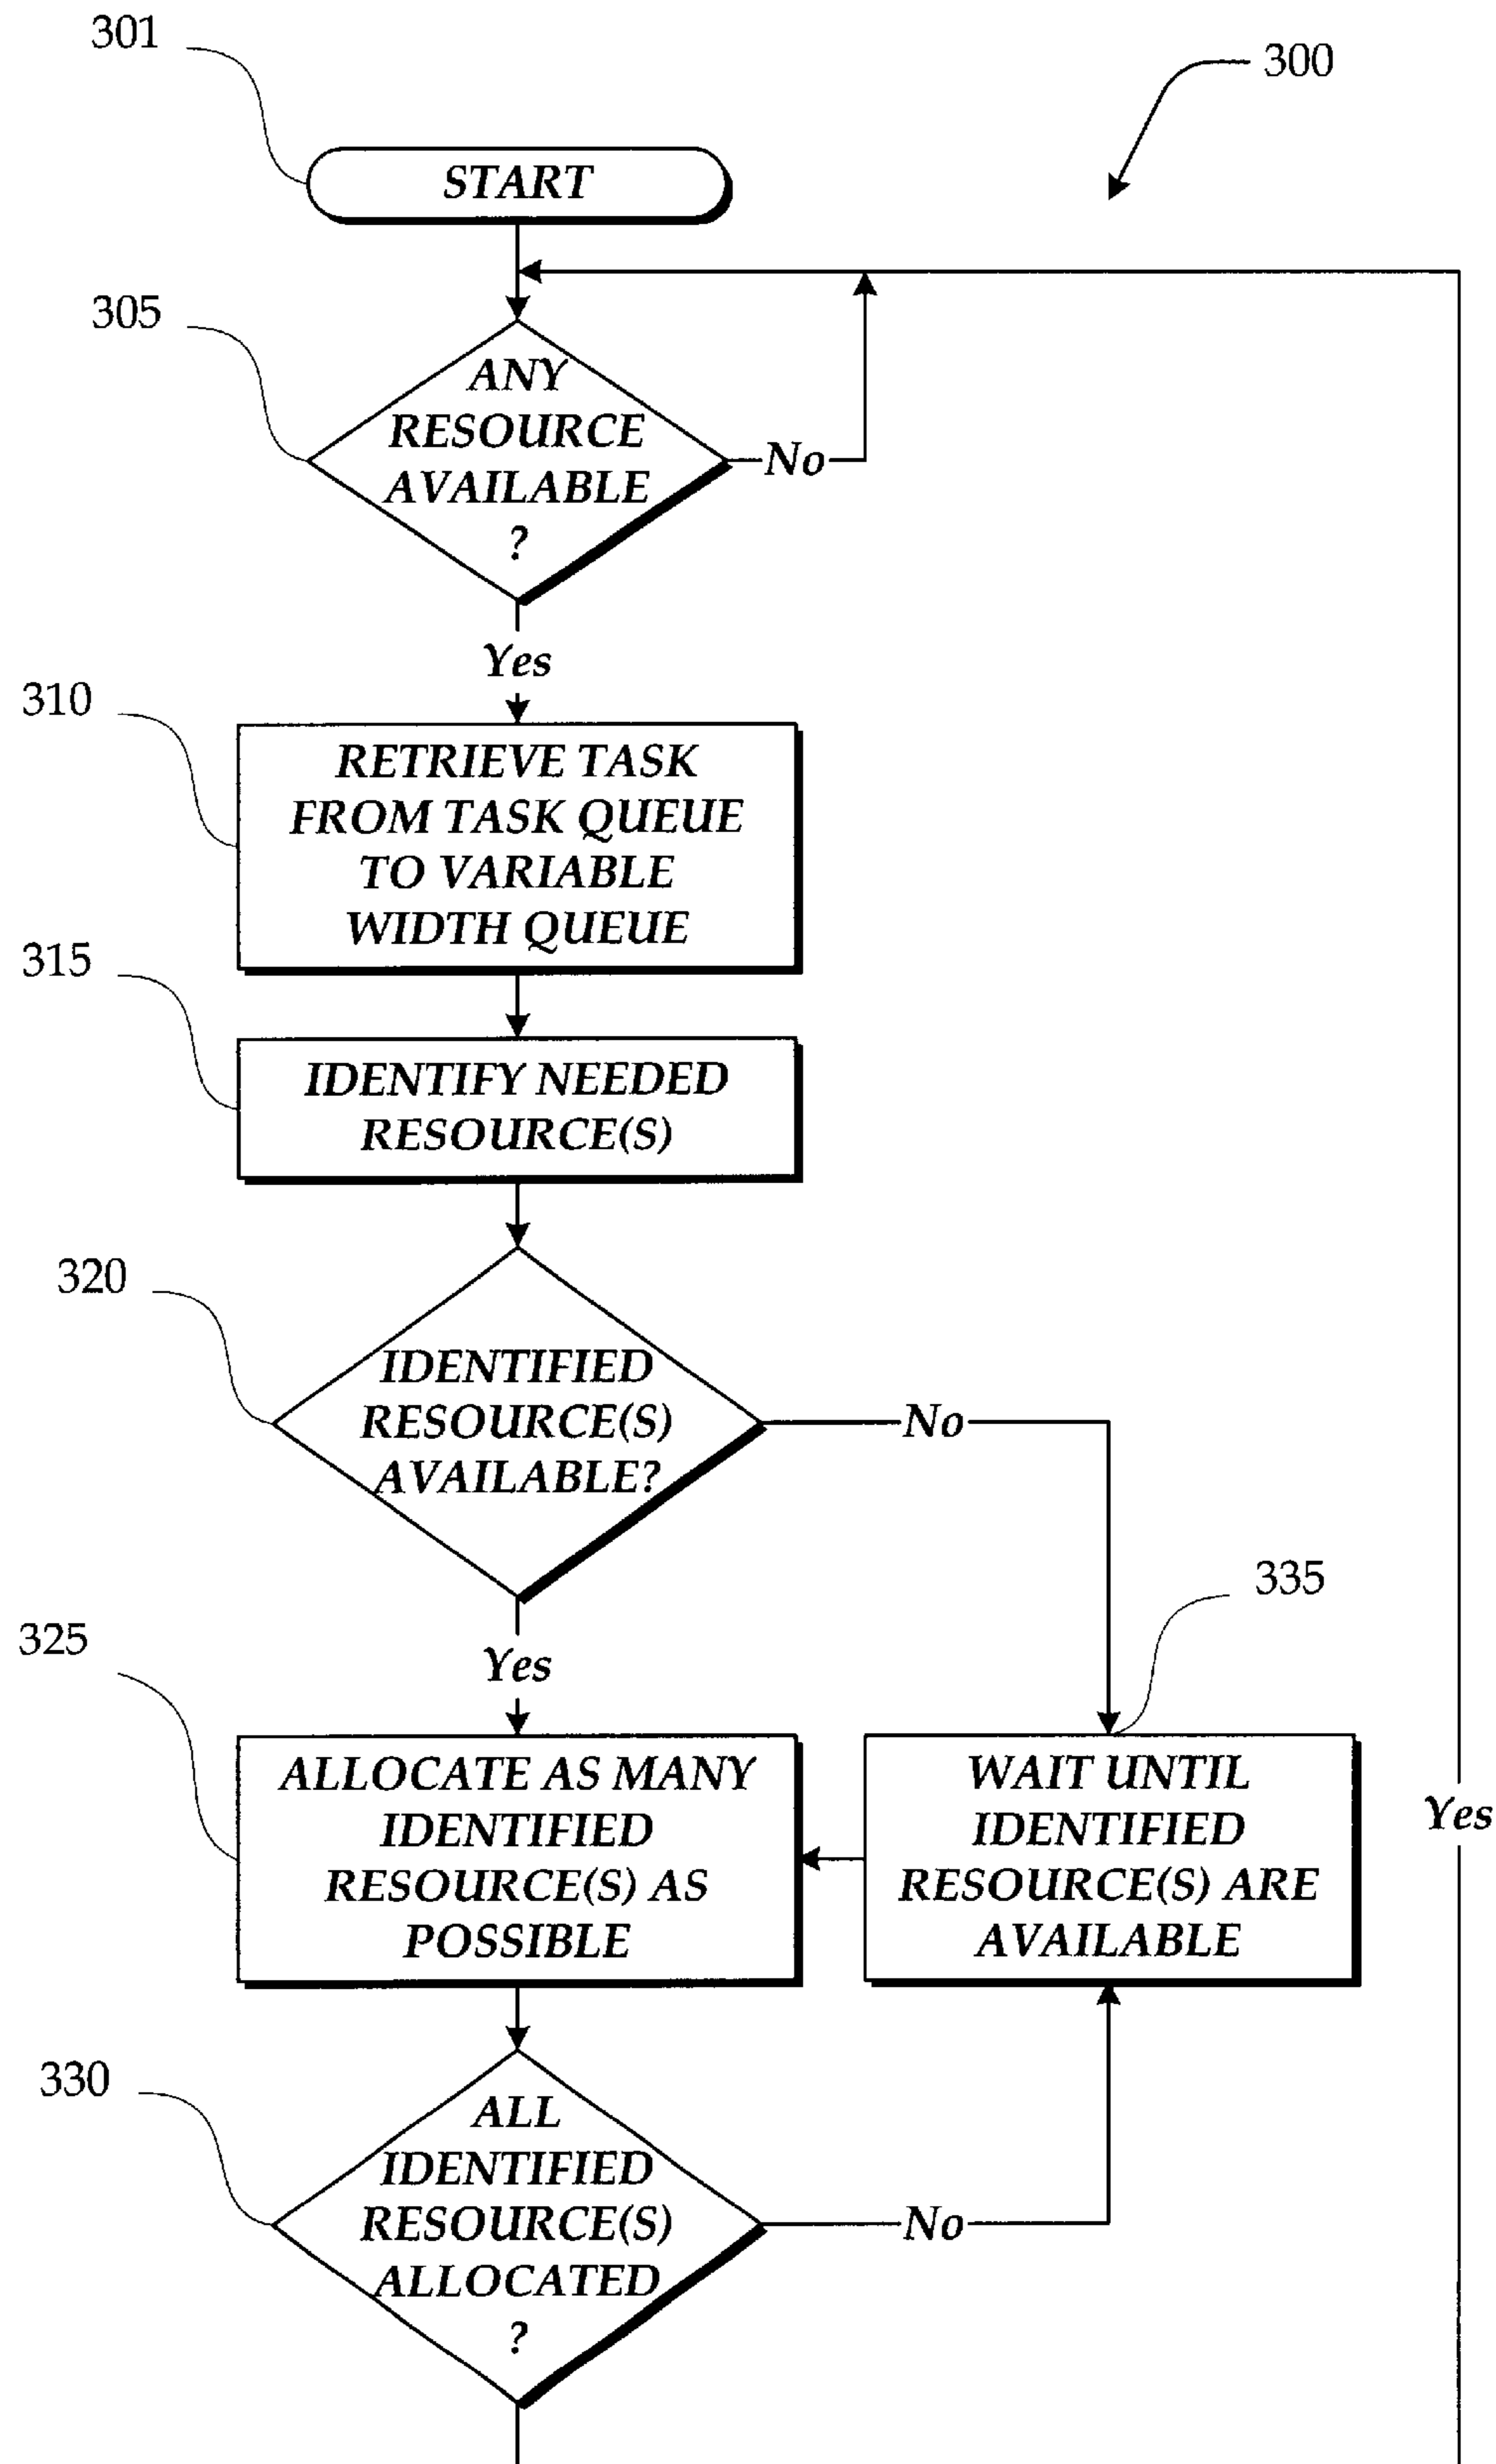 301
300
START
305
ANY
RESOURCE
AVAILABLE
?
No
Yes
310
RETRIEVE TASK
FROM TASK QUEUE
TO VARIABLE
WIDTH QUEUE
315
IDENTIFY NEEDED
RESOURCE(S)
320
IDENTIFIED
RESOURCE(S)
AVAILABLE?
No
335
325
Yes
ALLOCATE AS MANY
IDENTIFIED
RESOURCE(S) AS
POSSIBLE
WAIT UNTIL
IDENTIFIED
RESOURCE(S) ARE
AVAILABLE
Yes
330
ALL
IDENTIFIED
RESOURCE(S)
ALLOCATED
?
No